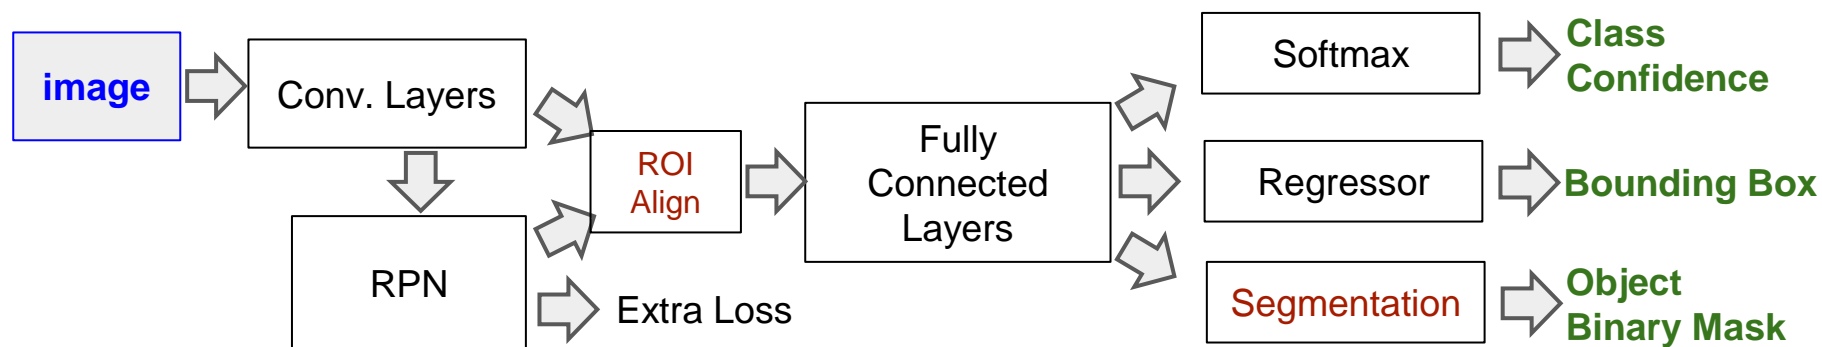 image
Conv. Layers
RPN
Extra Loss
ROI
Align
Fully
Connected
Layers
Softmax
Class
Confidence
Regressor
Bounding Box
Segmentation
Object
Binary Mask